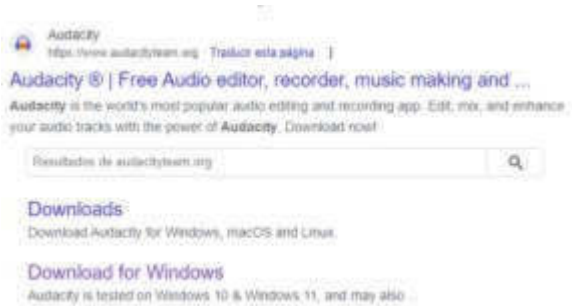 Audacity
https://www.audacityteam.org Traducir esta página
Audacity ® | Free Audio editor, recorder, music making and ...
Audacity is the world's most popular audio editing and recording app. Edit, mix, and enhance
your audio tracks with the power of Audacity. Download now!
Resultados de audacityteam.org
Downloads
Download Audacity for Windows, macOS and Linux.
Download for Windows
Audacity is tested on Windows 10 & Windows 11, and may also ...